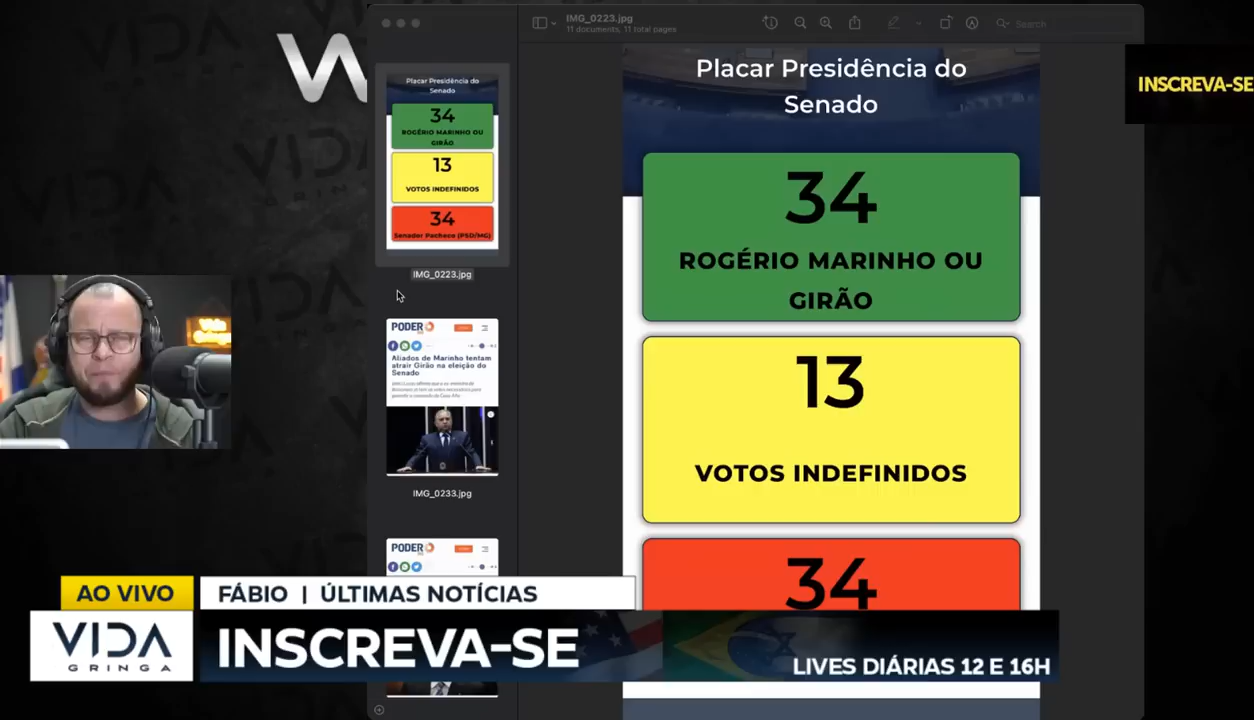 IMG_0223.jpg
11 documents, 11 total pages
Search
W
INSCREVA-SE
Placar Presidência do
Senado
34
ROGÉRIO MARINHO OU
GIRÃO
13
VOTOS INDEFINIDOS
34
Senador Pacheco (PSD/MG)
IMG_0223.jpg
PODER
Aliados de Marinho tentam
atrair Girão na eleição do
Senado
IMG_0233.jpg
PODER
Placar Presidência do
Senado
34
ROGÉRIO MARINHO OU
GIRÃO
13
VOTOS INDEFINIDOS
34
AO VIVO
FÁBIO | ÚLTIMAS NOTÍCIAS
VIDA
GRINGA
INSCREVA-SE
LIVES DIÁRIAS 12 E 16H